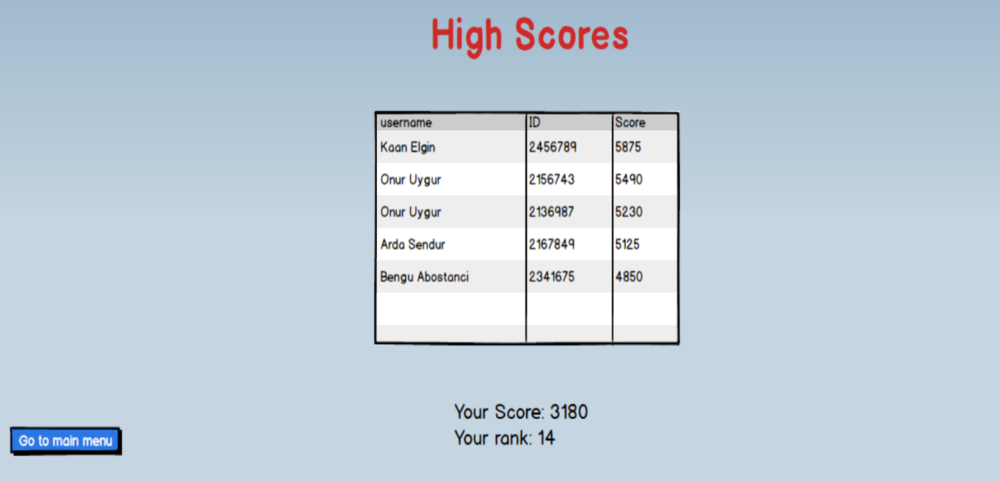 High Scores
username ID Score
Kaan Elgin 2456789 5875
Onur Uygur 2156743 5490
Onur Uygur 2136987 5230
Arda Sendur 2167849 5125
Bengu Abostanci 2341675 4850
Your Score: 3180
Your rank: 14
Go to main menu